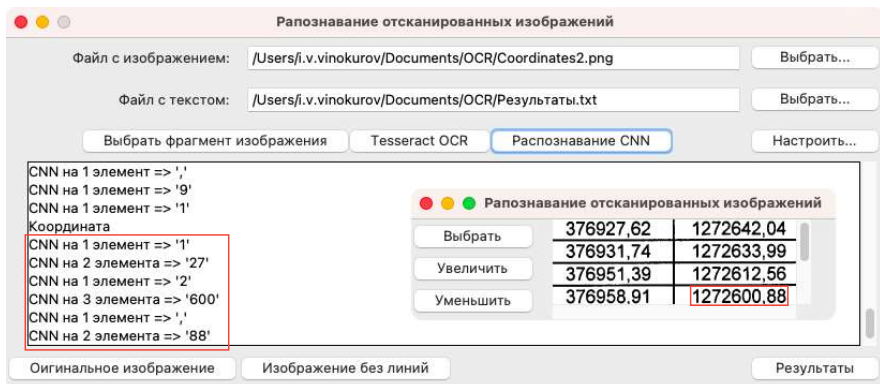 Рапознавание отсканированных изображений
Файл с изображением: /Users/i.v.vinokurov/Documents/OCR/Coordinates2.png Выбрать...
Файл с текстом: /Users/i.v.vinokurov/Documents/OCR/Результаты.txt Выбрать...
Выбрать фрагмент изображения Tesseract OCR Распознавание CNN Настроить...
CNN на 1 элемент => ','
CNN на 1 элемент => '9'
CNN на 1 элемент => '1'
Координата
CNN на 1 элемент => '1'
CNN на 2 элемента => '27'
CNN на 1 элемент => '2'
CNN на 3 элемента => '600'
CNN на 1 элемент => ','
CNN на 2 элемента => '88'
Рапознавание отсканированных изображений
Выбрать
Увеличить
Уменьшить
376927,62 1272642,04
376931,74 1272633,99
376951,39 1272612,56
376958,91 1272600,88
Оигинальное изображение Изображение без линий Результаты